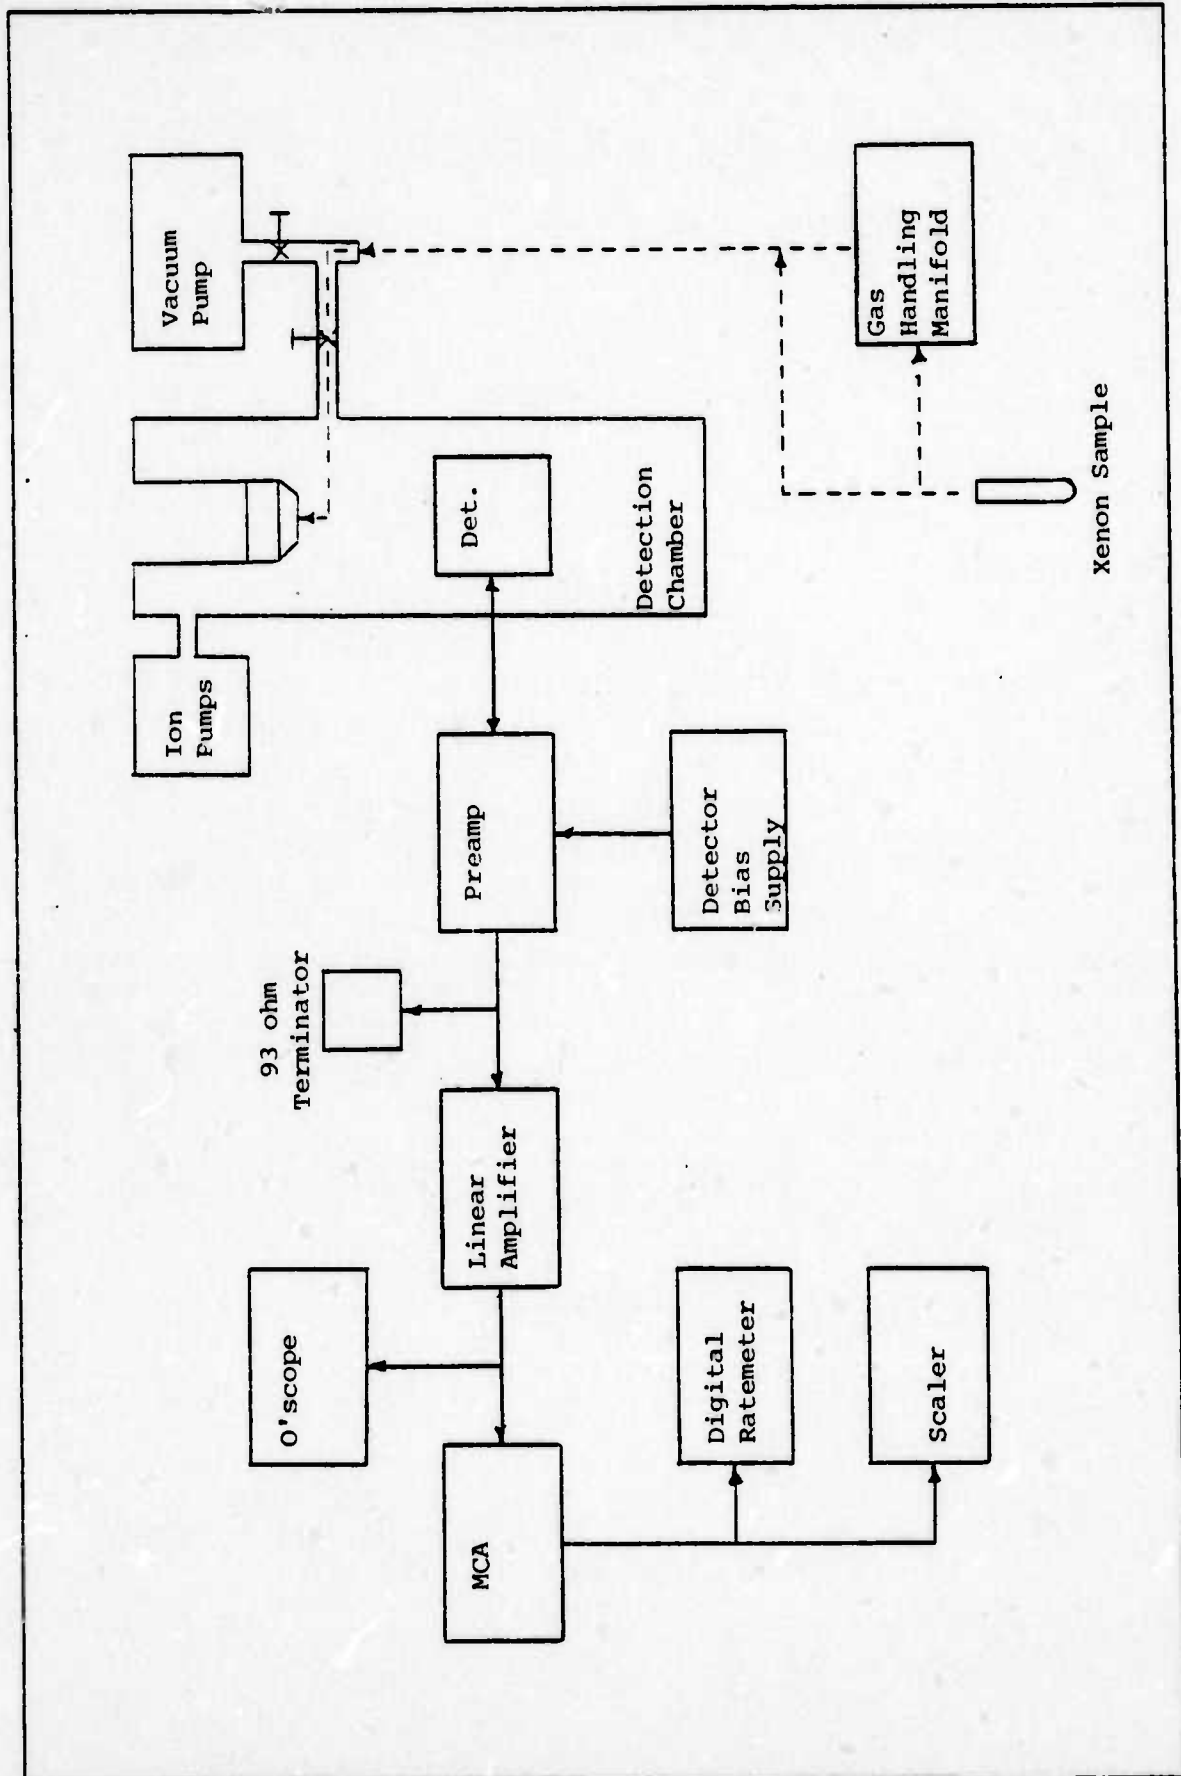 Vacuum
Pump
Ion
Pumps
Det.
Detection
Chamber
Gas
Handling
Manifold
Xenon Sample
93 ohm
Terminator
Preamp
Detector
Bias
Supply
O'scope
Linear
Amplifier
MCA
Digital
Ratemeter
Scaler